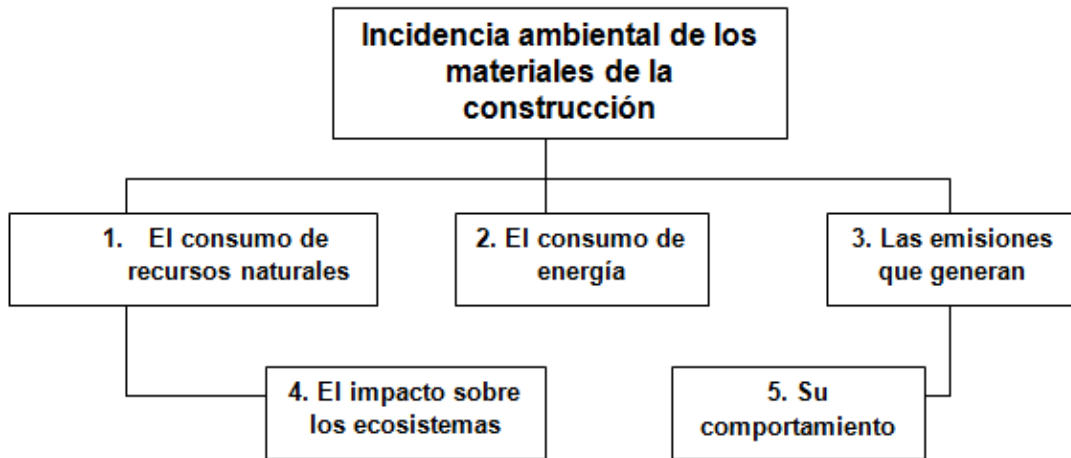 Incidencia ambiental de los
materiales de la
construcción
1. El consumo de
recursos naturales
2. El consumo de
energía
3. Las emisiones
que generan
4. El impacto sobre
los ecosistemas
5. Su
comportamiento